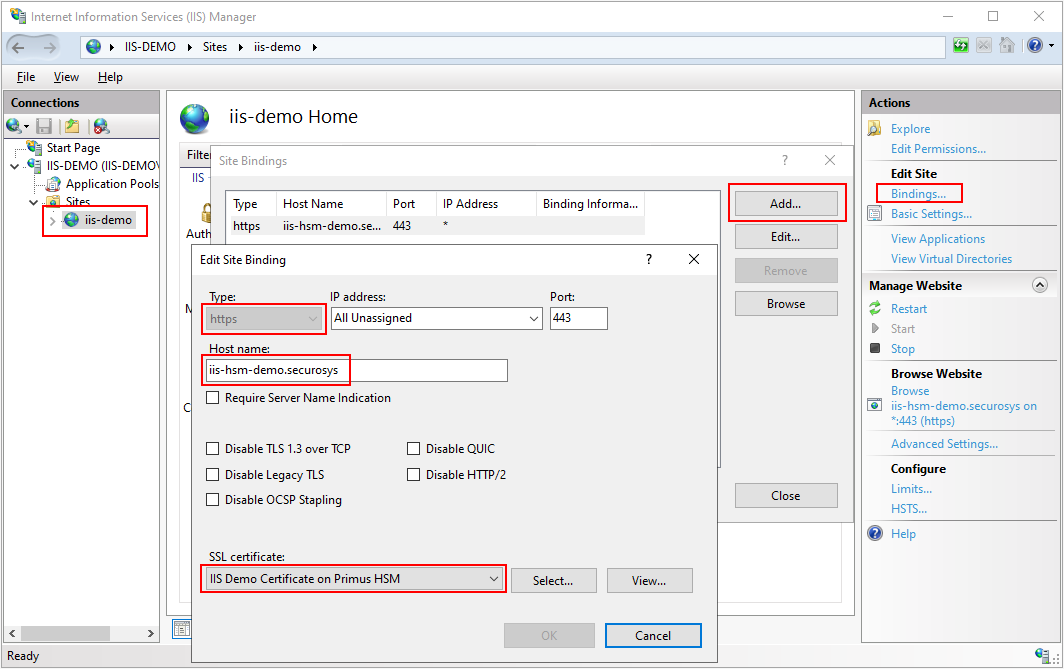 Internet Information Services (IIS) Manager
IIS-DEMO Sites iis-demo
File View Help
Connections
Start Page
IIS-DEMO (IIS-DEMO\
Application Pools
Sites
iis-demo
iis-demo Home
Filter
IIS
Auth
M
C
Site Bindings
?
Type Host Name Port IP Address Binding Informa...
https iis-hsm-demo.se... 443 *
Add...
Edit...
Remove
Browse
Close
Edit Site Binding
?
Type: IP address: Port:
https All Unassigned 443
Host name:
iis-hsm-demo.securosys
Require Server Name Indication
Disable TLS 1.3 over TCP Disable QUIC
Disable Legacy TLS Disable HTTP/2
Disable OCSP Stapling
SSL certificate:
IIS Demo Certificate on Primus HSM Select... View...
OK Cancel
Actions
Explore
Edit Permissions...
Edit Site
Bindings...
Basic Settings...
View Applications
View Virtual Directories
Manage Website
Restart
Start
Stop
Browse Website
Browse
iis-hsm-demo.securosys on
*:443 (https)
Advanced Settings...
Configure
Limits...
HSTS...
Help
Ready